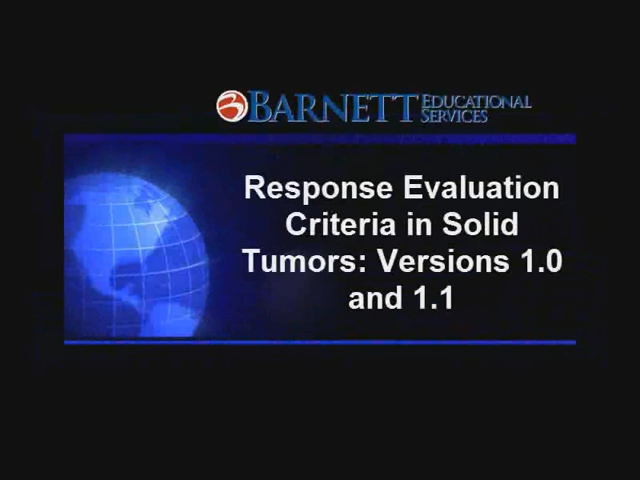 BARNETT EDUCATIONAL
SERVICES
Response Evaluation
Criteria in Solid
Tumors: Versions 1.0
and 1.1